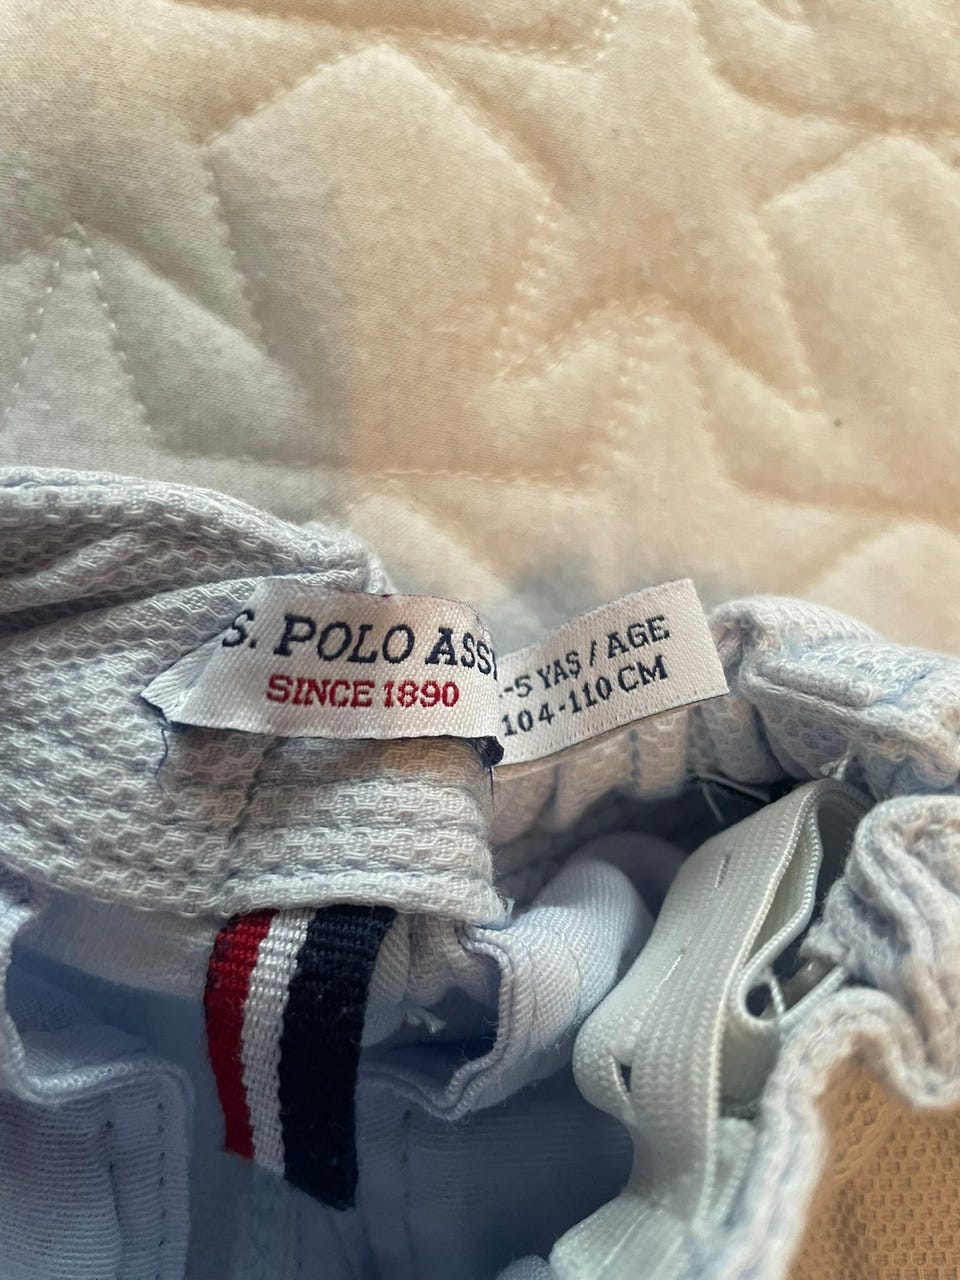 S. POLO ASS
SINCE 1890
-5 YAŞ / AGE
104-110 CM